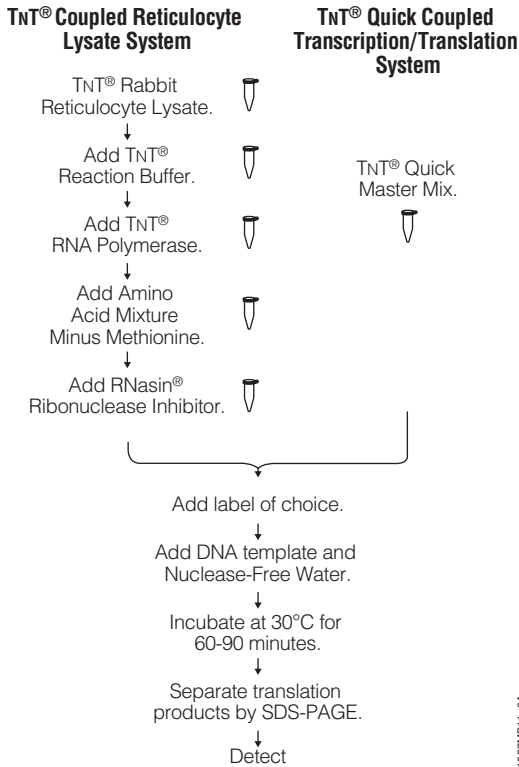 TNT® Coupled Reticulocyte
Lysate System
TNT® Rabbit
Reticulocyte Lysate.
Add TNT®
Reaction Buffer.
Add TNT®
RNA Polymerase.
Add Amino
Acid Mixture
Minus Methionine.
Add RNasin®
Ribonuclease Inhibitor.
TNT® Quick Coupled
Transcription/Translation
System
TNT® Quick
Master Mix.
Add label of choice.
Add DNA template and
Nuclease-Free Water.
Incubate at 30°C for
60-90 minutes.
Separate translation
products by SDS-PAGE.
Detect